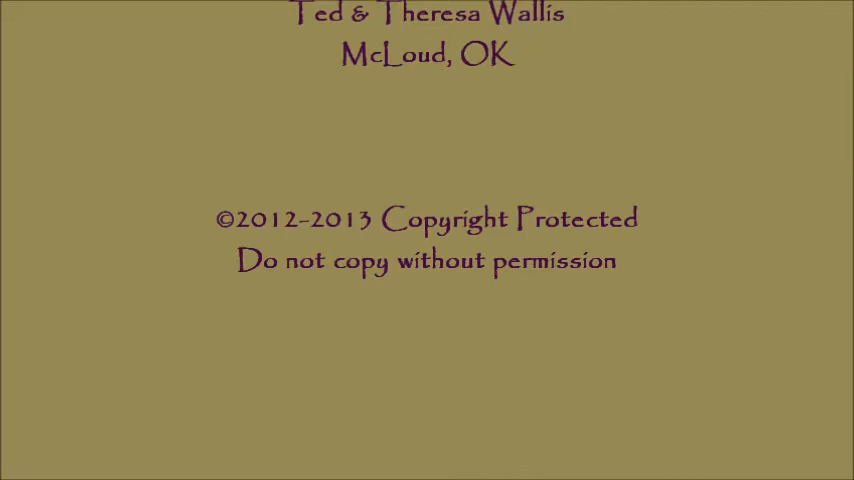 Ted & Theresa Wallis
McLoud, OK
©2012-2013 Copyright Protected
Do not copy without permission